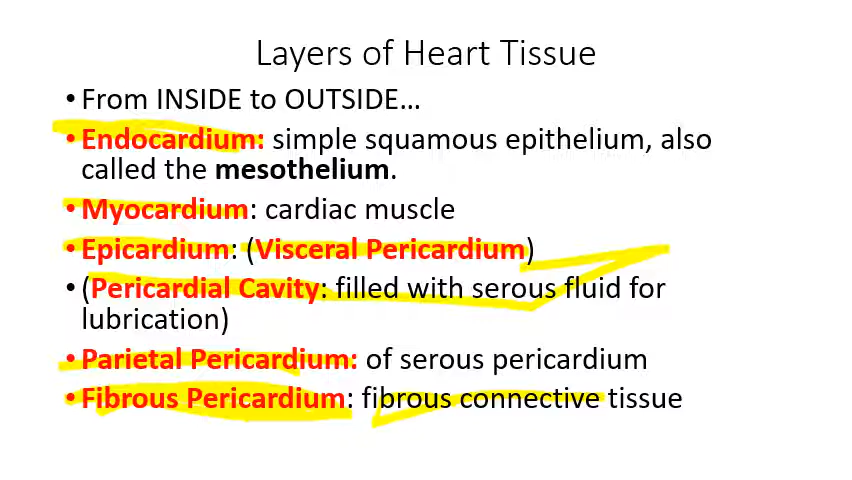 Layers of Heart Tissue
• From INSIDE to OUTSIDE…
• Endocardium: simple squamous epithelium, also
called the mesothelium.
• Myocardium: cardiac muscle
• Epicardium: (Visceral Pericardium)
• (Pericardial Cavity: filled with serous fluid for
lubrication)
• Parietal Pericardium: of serous pericardium
• Fibrous Pericardium: fibrous connective tissue